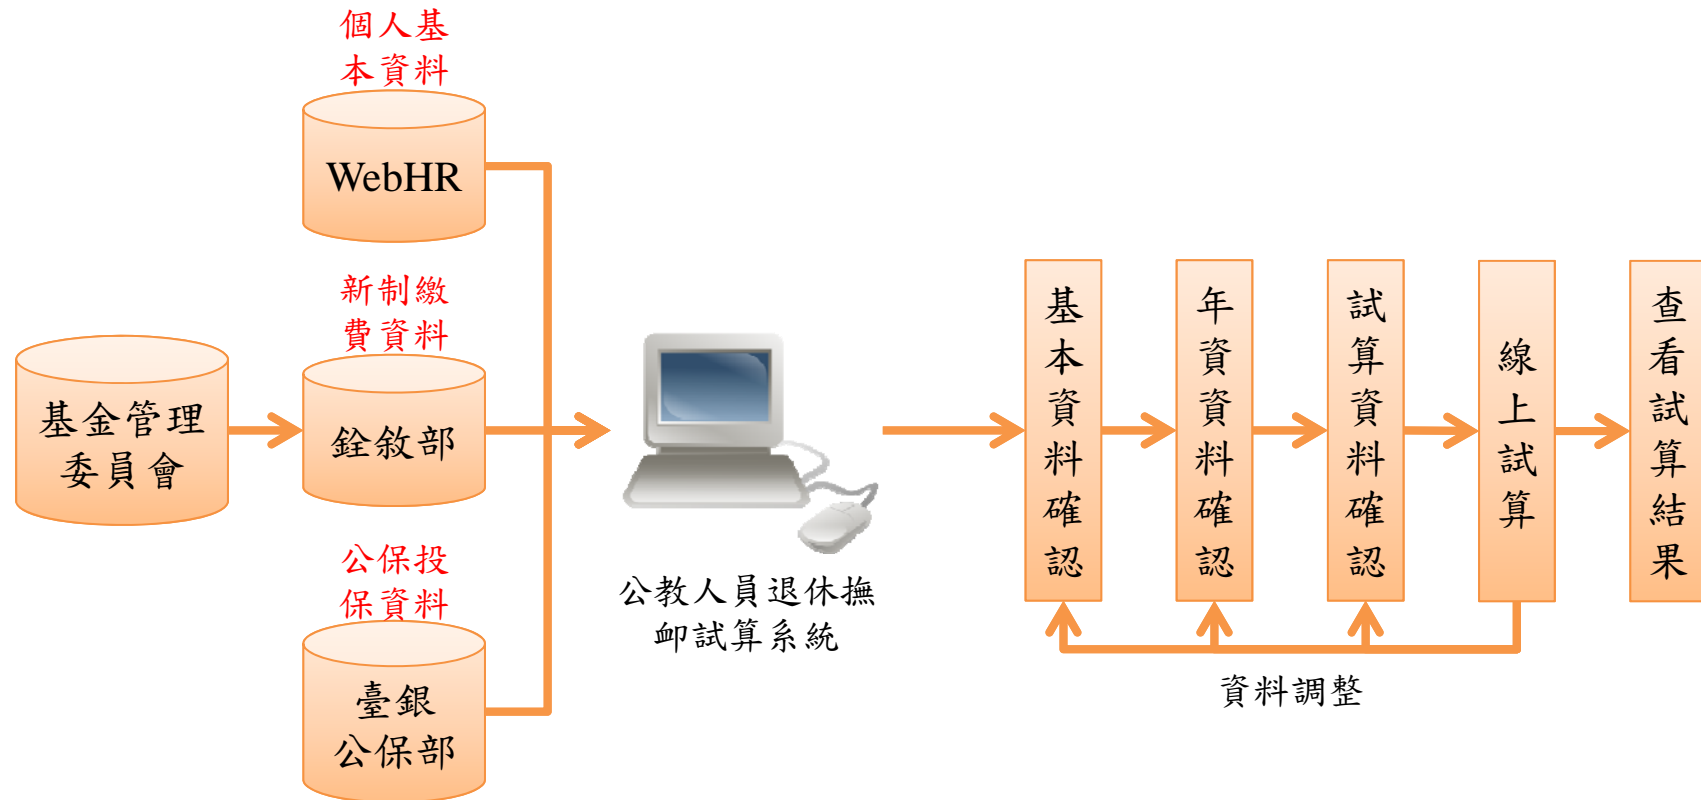 個人基
本資料
WebHR
新制繳
費資料
基金管理
委員會
銓敘部
公保投
保資料
臺銀
公保部
公教人員退休撫
卹試算系統
基本資料確認
年資資料確認
試算資料確認
線上試算
查看試算結果
資料調整